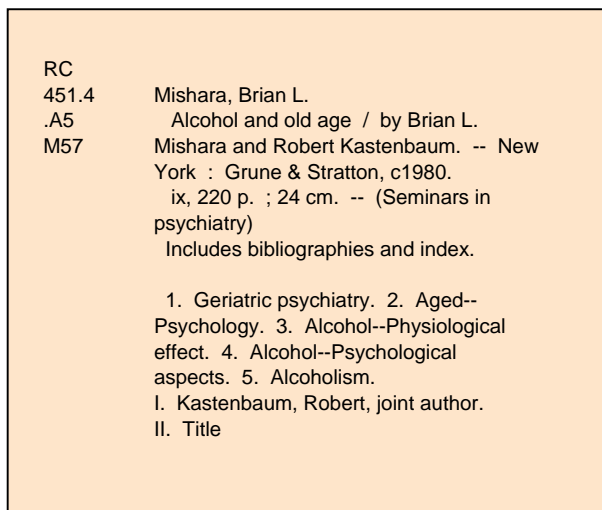 RC
451.4 Mishara, Brian L.
.A5 Alcohol and old age / by Brian L.
M57 Mishara and Robert Kastenbaum. -- New
York : Grune & Stratton, c1980.
ix, 220 p. ; 24 cm. -- (Seminars in
psychiatry)
Includes bibliographies and index.
1. Geriatric psychiatry. 2. Aged--
Psychology. 3. Alcohol--Physiological
effect. 4. Alcohol--Psychological
aspects. 5. Alcoholism.
I. Kastenbaum, Robert, joint author.
II. Title